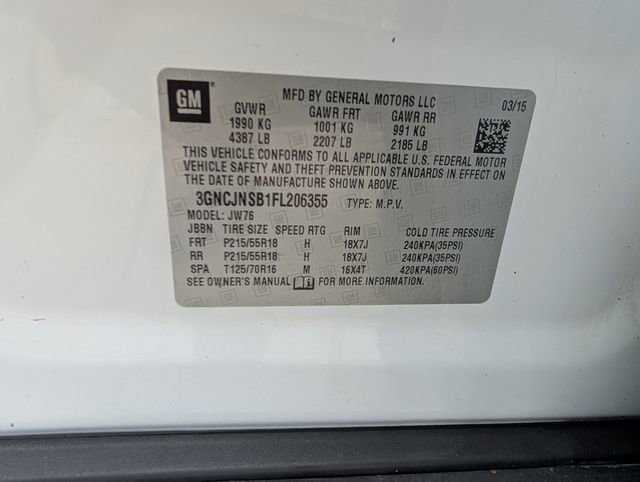 GM
MFD BY GENERAL MOTORS LLC 03/15
GVWR GAWR FRT GAWR RR
1990 KG 1001 KG 991 KG
4387 LB 2207 LB 2185 LB
THIS VEHICLE CONFORMS TO ALL APPLICABLE U.S. FEDERAL MOTOR
VEHICLE SAFETY AND THEFT PREVENTION STANDARDS IN EFFECT ON
THE DATE OF MANUFACTURE SHOWN ABOVE.
3GNCJNSB1FL206355 TYPE: M.P.V.
MODEL: JW76
JBBN TIRE SIZE SPEED RTG RIM COLD TIRE PRESSURE
FRT P215/55R18 H 18X7J 240KPA(35PSI)
RR P215/55R18 H 18X7J 240KPA(35PSI)
SPA T125/70R16 M 16X4T 420KPA(60PSI)
SEE OWNER'S MANUAL FOR MORE INFORMATION.